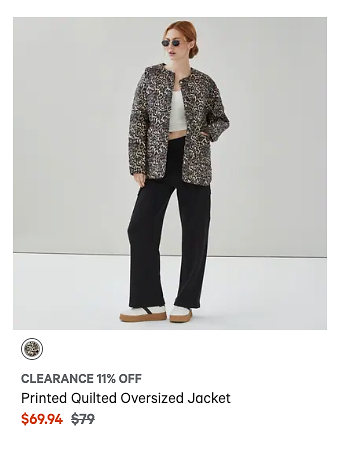 CLEARANCE 11% OFF
Printed Quilted Oversized Jacket
$69.94 $79